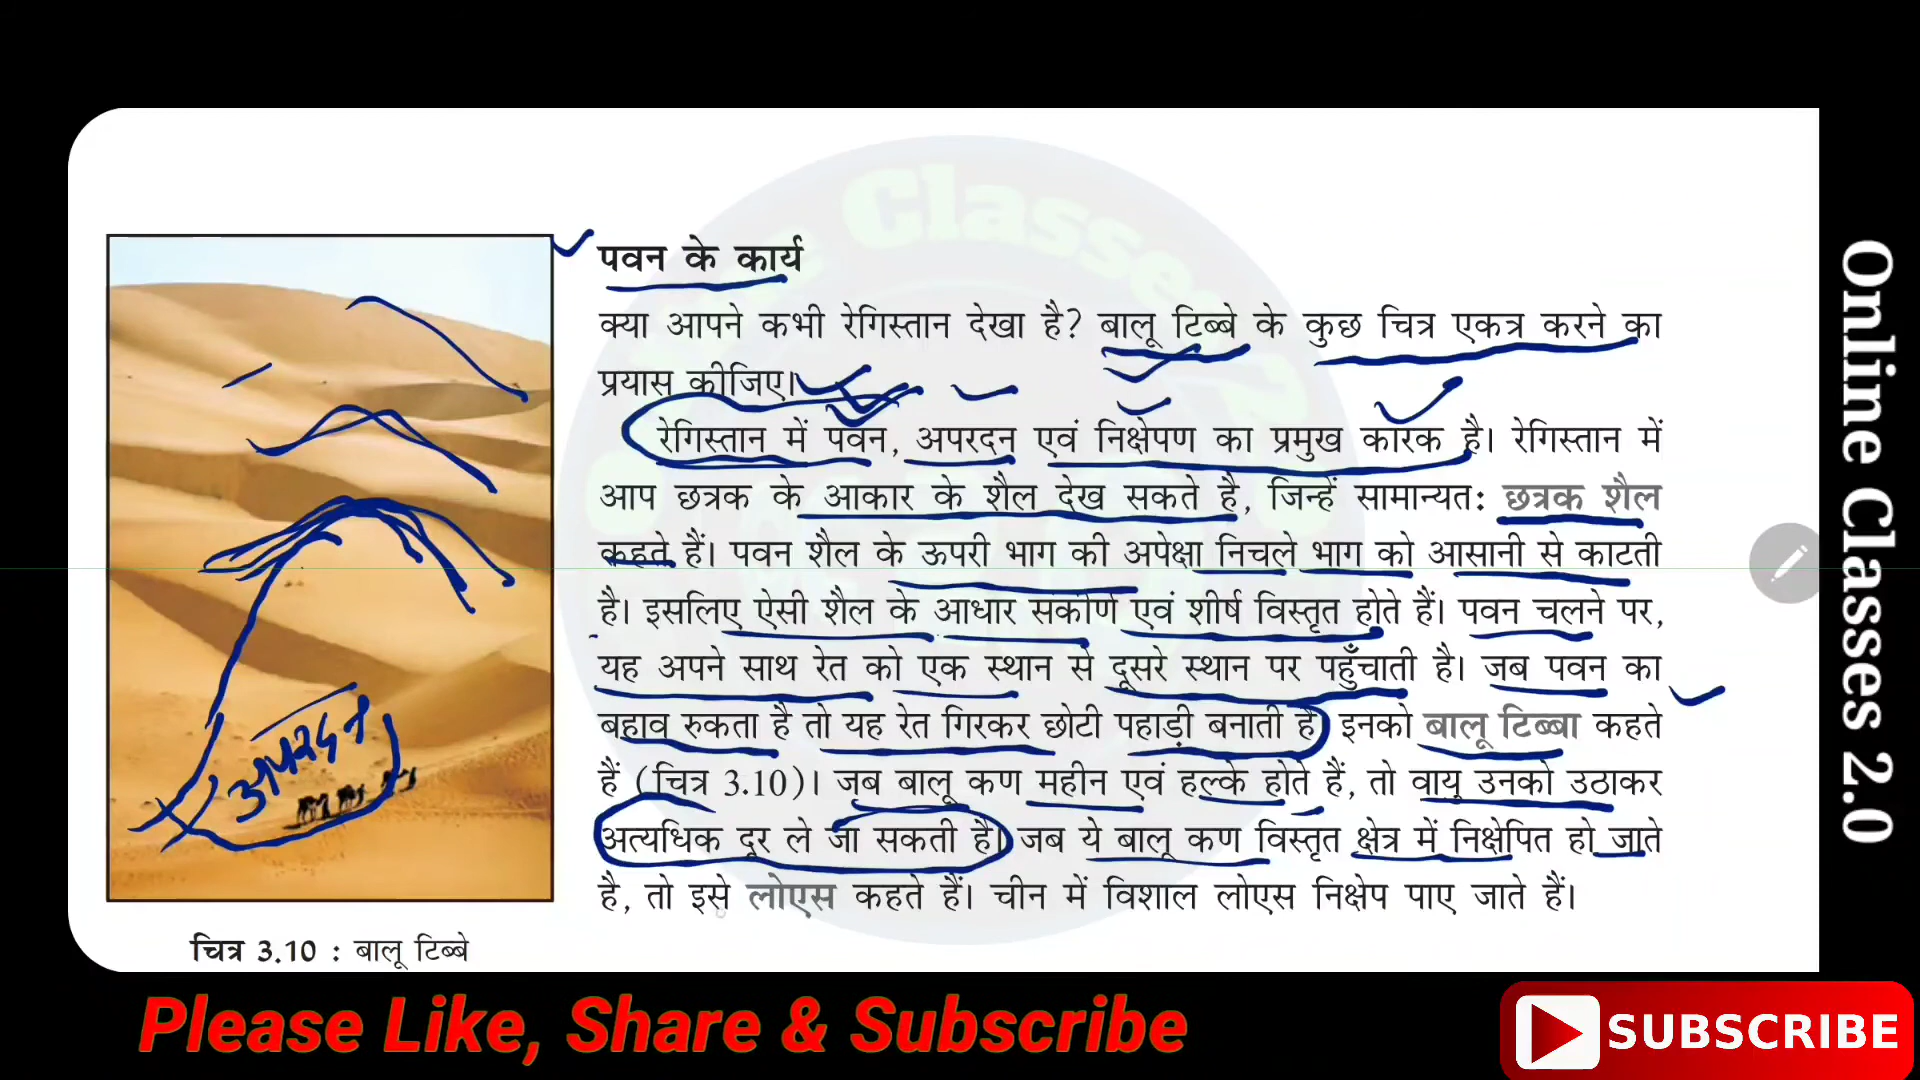 पवन के कार्य
क्या आपने कभी रेगिस्तान देखा है? बालू टिब्बे के कुछ चित्र एकत्र करने का
प्रयास कीजिए।
रेगिस्तान में पवन, अपरदन एवं निक्षेपण का प्रमुख कारक है। रेगिस्तान में
आप छत्रक के आकार के शैल देख सकते है, जिन्हें सामान्यतः छत्रक शैल
कहते हैं। पवन शैल के ऊपरी भाग की अपेक्षा निचले भाग को आसानी से काटती
है। इसलिए ऐसी शैल के आधार संकीर्ण एवं शीर्ष विस्तृत होते हैं। पवन चलने पर,
यह अपने साथ रेत को एक स्थान से दूसरे स्थान पर पहुँचाती है। जब पवन का
बहाव रुकता है तो यह रेत गिरकर छोटी पहाड़ी बनाती है। इनको बालू टिब्बा कहते
हैं (चित्र 3.10)। जब बालू कण महीन एवं हल्के होते हैं, तो वायु उनको उठाकर
अत्यधिक दूर ले जा सकती है। जब ये बालू कण विस्तृत क्षेत्र में निक्षेपित हो जाते
है, तो इसे लोएस कहते हैं। चीन में विशाल लोएस निक्षेप पाए जाते हैं।
अपरदन
चित्र 3.10 : बालू टिब्बे
Online Classes 2.0
Please Like, Share & Subscribe
SUBSCRIBE